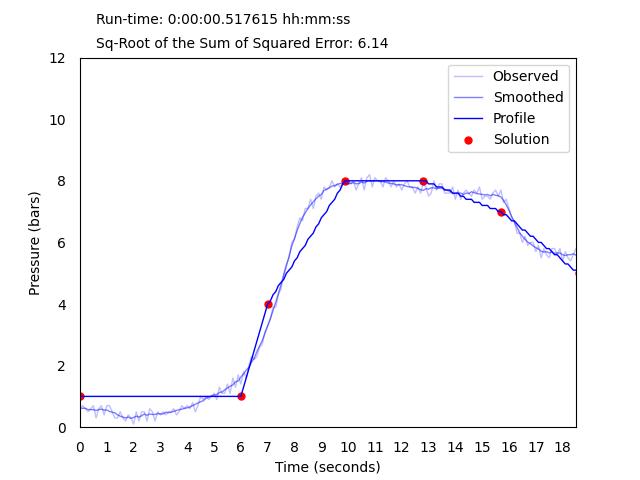 Run-time: 0:00:00.517615 hh:mm:ss
Sq-Root of the Sum of Squared Error: 6.14
12
10
8
6
4
2
0
Pressure (bars)
Observed
Smoothed
Profile
Solution
0 1 2 3 4 5 6 7 8 9 10 11 12 13 14 15 16 17 18
Time (seconds)